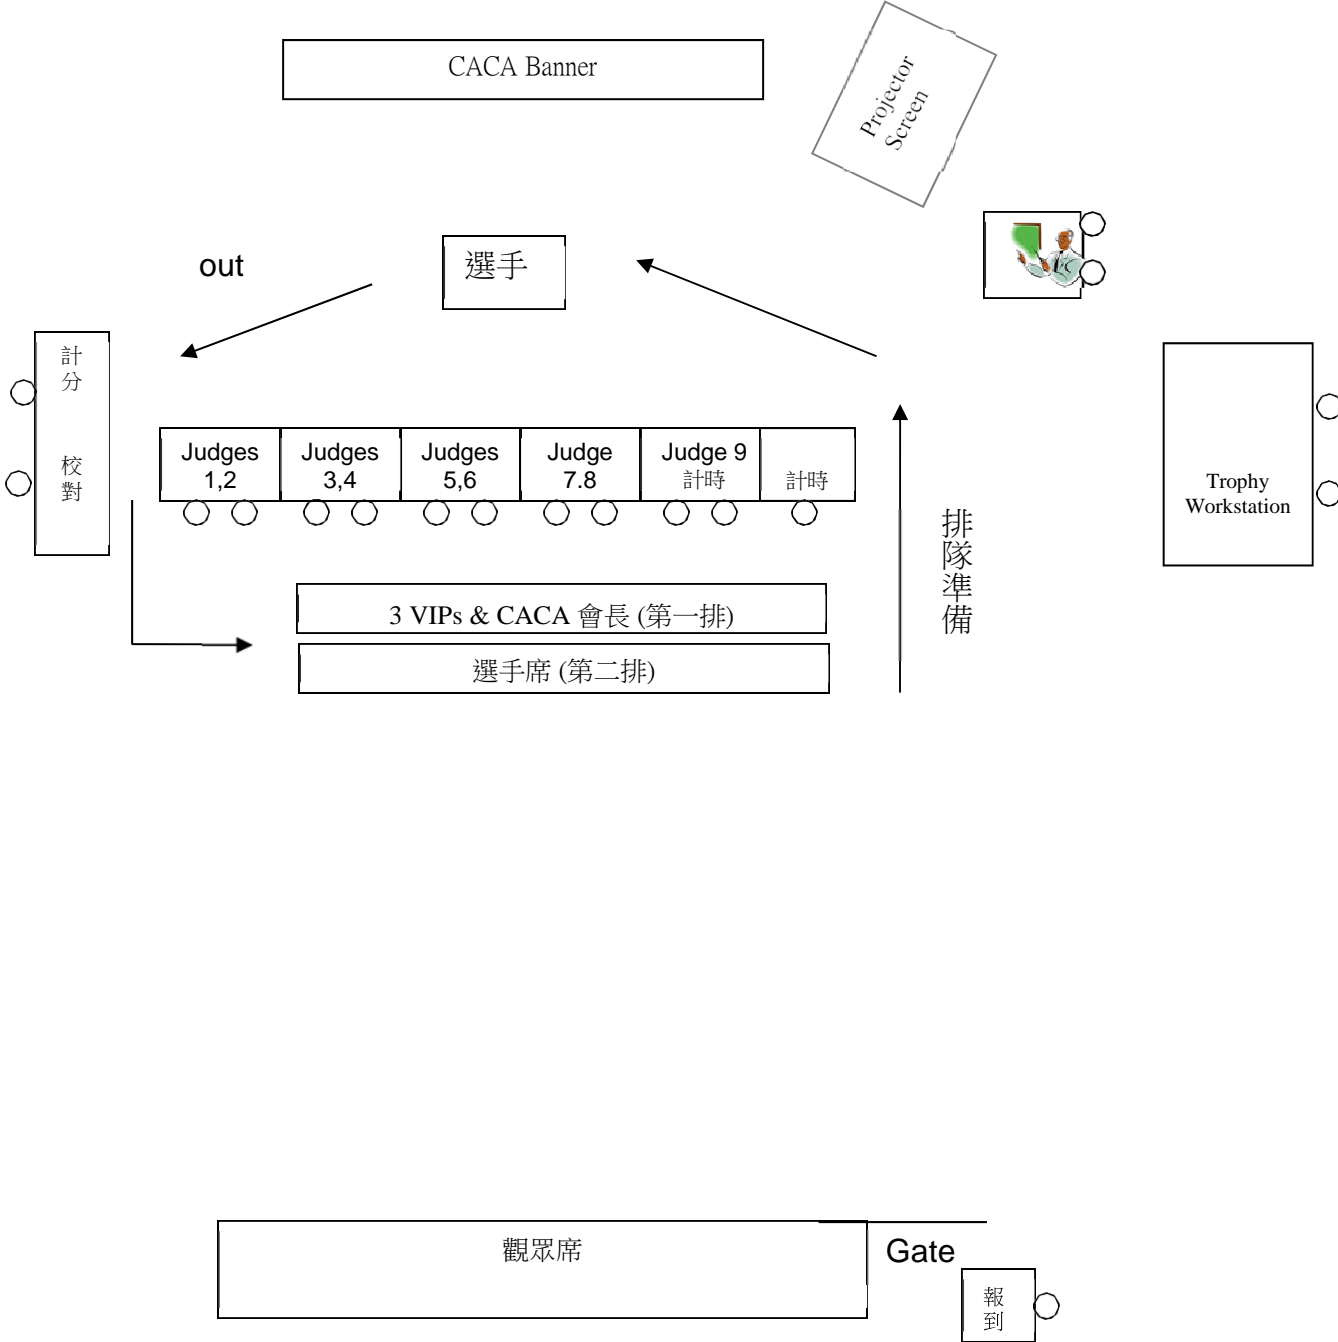 CACA Banner
Projector
Screen
out
選手
計
分
校
對
Judges
1,2
Judges
3,4
Judges
5,6
Judge
7.8
Judge 9
計時
計時
排
隊
準
備
Trophy
Workstation
3 VIPs & CACA 會長 (第一排)
選手席 (第二排)
觀眾席
Gate
報
到